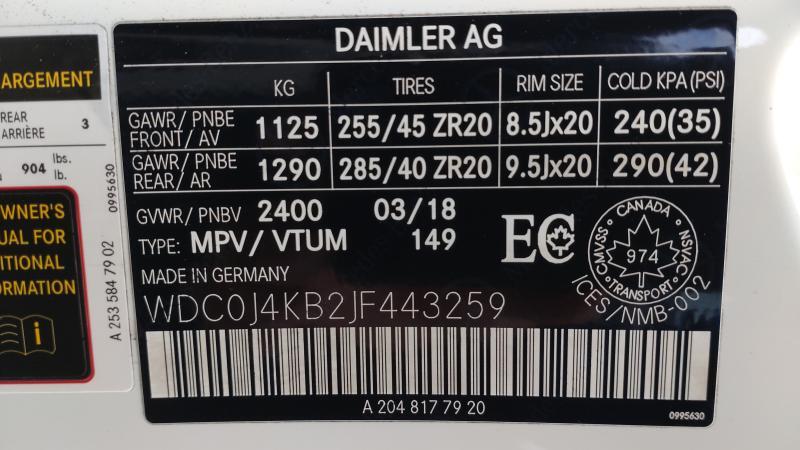 ARGEMENT
REAR
ARRIÈRE 3
904 lbs.
lb.
0995630
OWNER'S
UAL FOR
ITIONAL
ORMATION
i
A 253 584 79 02
DAIMLER AG
KG TIRES RIM SIZE COLD KPA(PSI)
GAWR/ PNBE
FRONT/ AV 1125 255/45 ZR20 8.5Jx20 240(35)
GAWR/ PNBE
REAR/ AR 1290 285/40 ZR20 9.5Jx20 290(42)
GVWR/ PNBV 2400 03/18
TYPE: MPV/ VTUM 149
EC
CANADA
CMVSS 974 NSVAC
TRANSPORT
ICES/NMB-002
MADE IN GERMANY
WDC0J4KB2JF443259
A 204 817 79 20
0995630